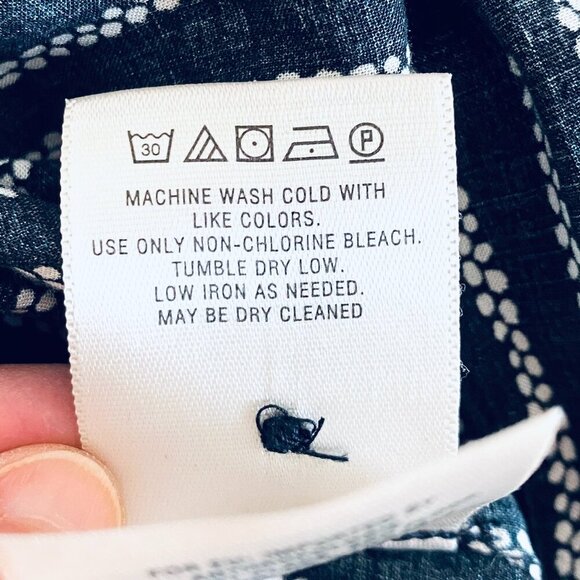 30 P
MACHINE WASH COLD WITH
LIKE COLORS.
USE ONLY NON-CHLORINE BLEACH.
TUMBLE DRY LOW.
LOW IRON AS NEEDED.
MAY BE DRY CLEANED